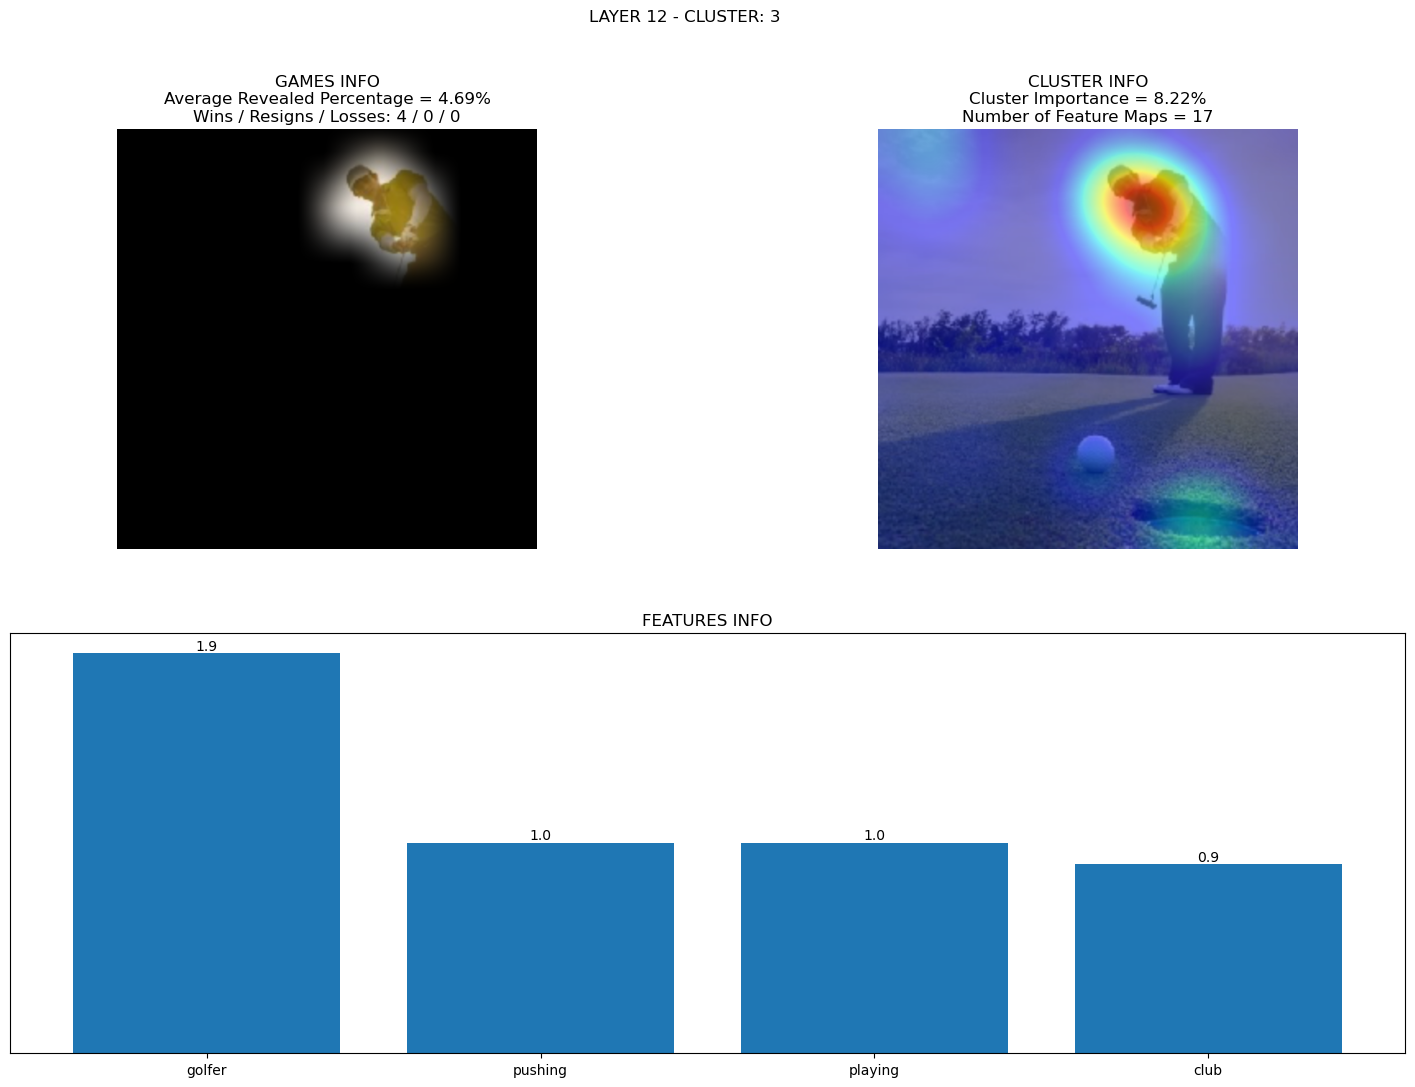 LAYER 12 - CLUSTER: 3
GAMES INFO
Average Revealed Percentage = 4.69%
Wins / Resigns / Losses: 4 / 0 / 0
CLUSTER INFO
Cluster Importance = 8.22%
Number of Feature Maps = 17
FEATURES INFO
1.9
1.0
1.0
0.9
golfer
pushing
playing
club